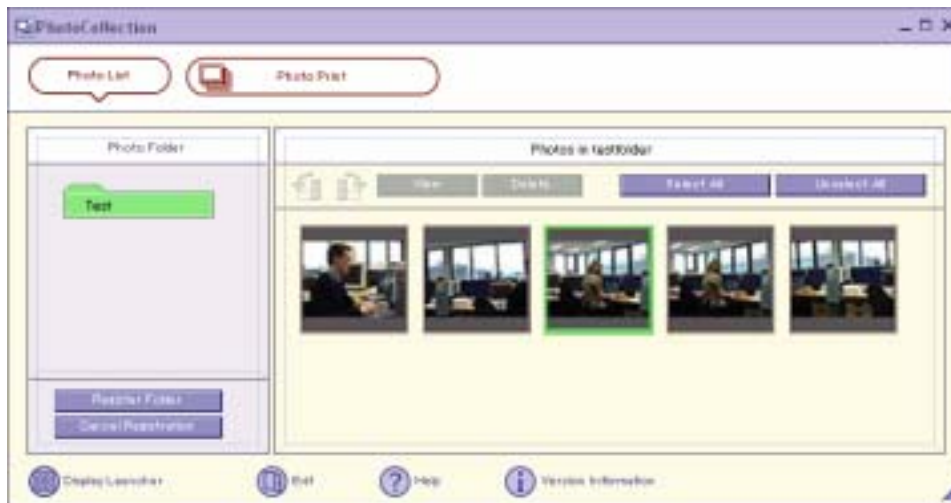 PhotoCollection
Photo List
Photo Print
Photo Folder
Test
Photos in testfolder
View
Delete
Select All
Unselect All
Register Folder
Cancel Registration
Display Launcher
Exit
Help
Version Information